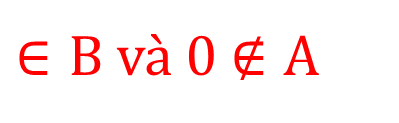 ∈ B và 0 ∉ A